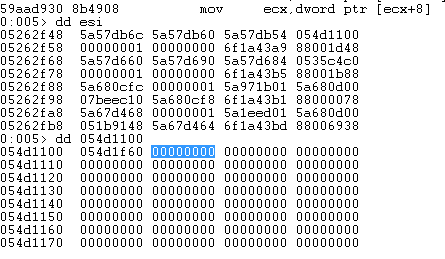 59aad930 8b4908 mov ecx,dword ptr [ecx+8]
0:005> dd esi
05262f48 5a57db6c 5a57db60 5a57db54 054d1100
05262f58 00000001 00000000 6f1a43a9 88001d48
05262f68 5a57d660 5a57d690 5a57d684 0535c4c0
05262f78 00000001 00000000 6f1a43b5 88001b88
05262f88 5a680cfc 00000000 5a971b01 5a680d00
05262f98 07beec10 5a680cf8 6f1a43b1 88000078
05262fa8 5a67d468 00000001 5a1eed01 5a680d00
05262fb8 051b9148 5a67d464 6f1a43bd 88006938
0:005> dd 054d1100
054d1100 054d1f60 00000000 00000000 00000000
054d1110 00000000 00000000 00000000 00000000
054d1120 00000000 00000000 00000000 00000000
054d1130 00000000 00000000 00000000 00000000
054d1140 00000000 00000000 00000000 00000000
054d1150 00000000 00000000 00000000 00000000
054d1160 00000000 00000000 00000000 00000000
054d1170 00000000 00000000 00000000 00000000